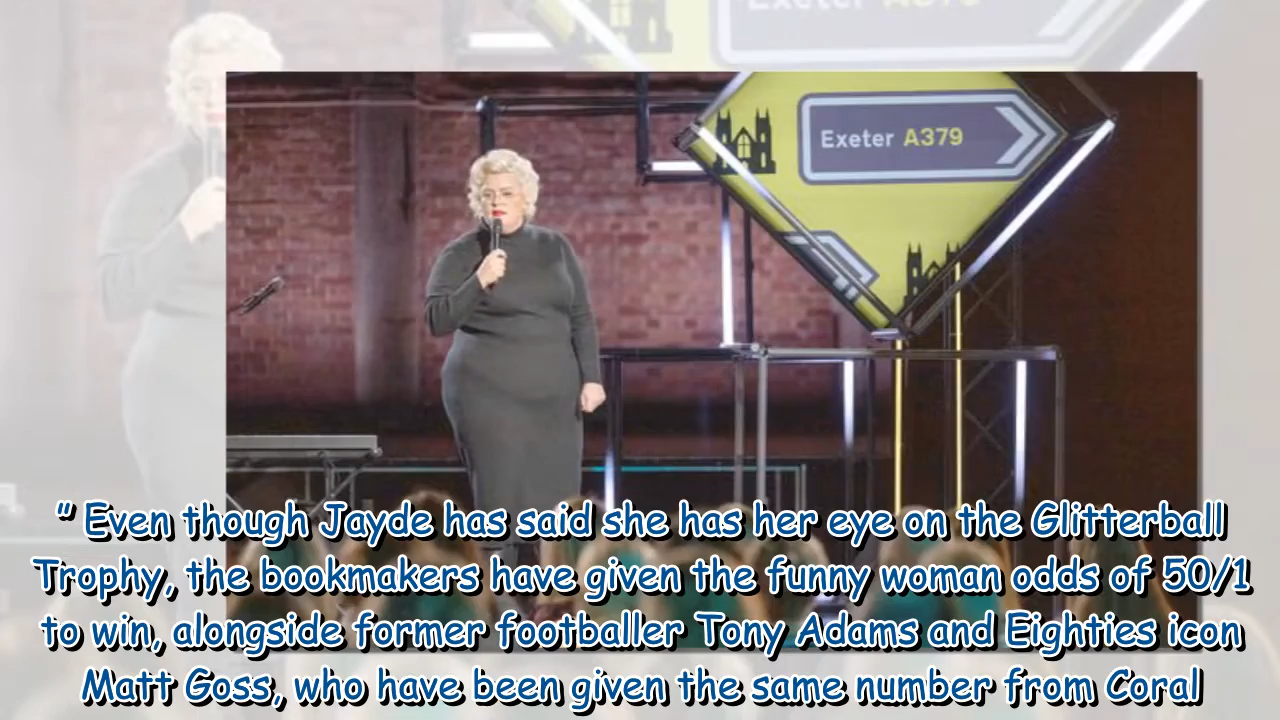 Exeter A379
Exeter A379
” Even though Jayde has said she has her eye on the Glitterball
Trophy, the bookmakers have given the funny woman odds of 50/1
to win, alongside former footballer Tony Adams and Eighties icon
Matt Goss, who have been given the same number from Coral